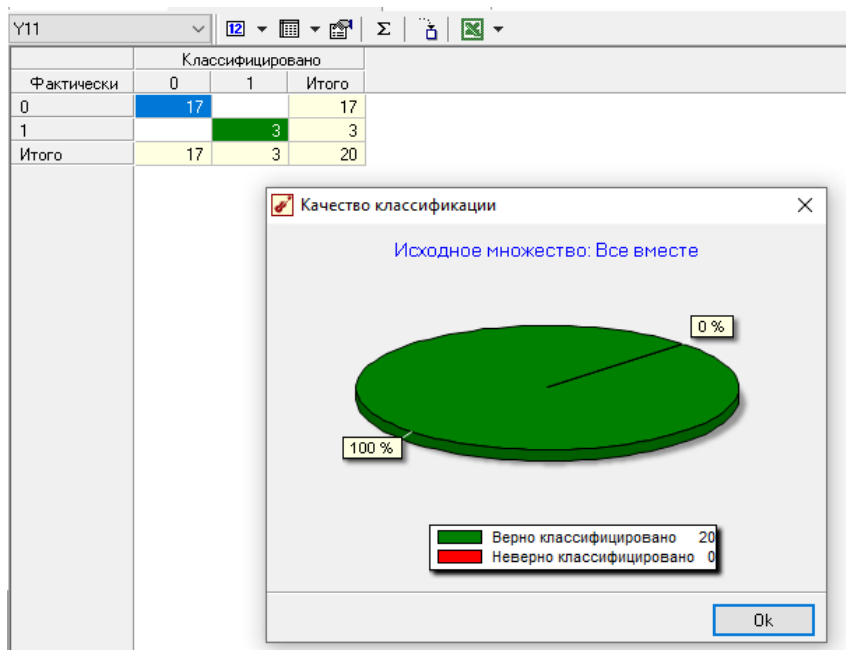 Y11
12
Σ
Классифицировано
Фактически 0 1 Итого
0 17 17
1 3 3
Итого 17 3 20
Качество классификации
Исходное множество: Все вместе
0 %
100 %
Верно классифицировано 20
Неверно классифицировано 0
Ok